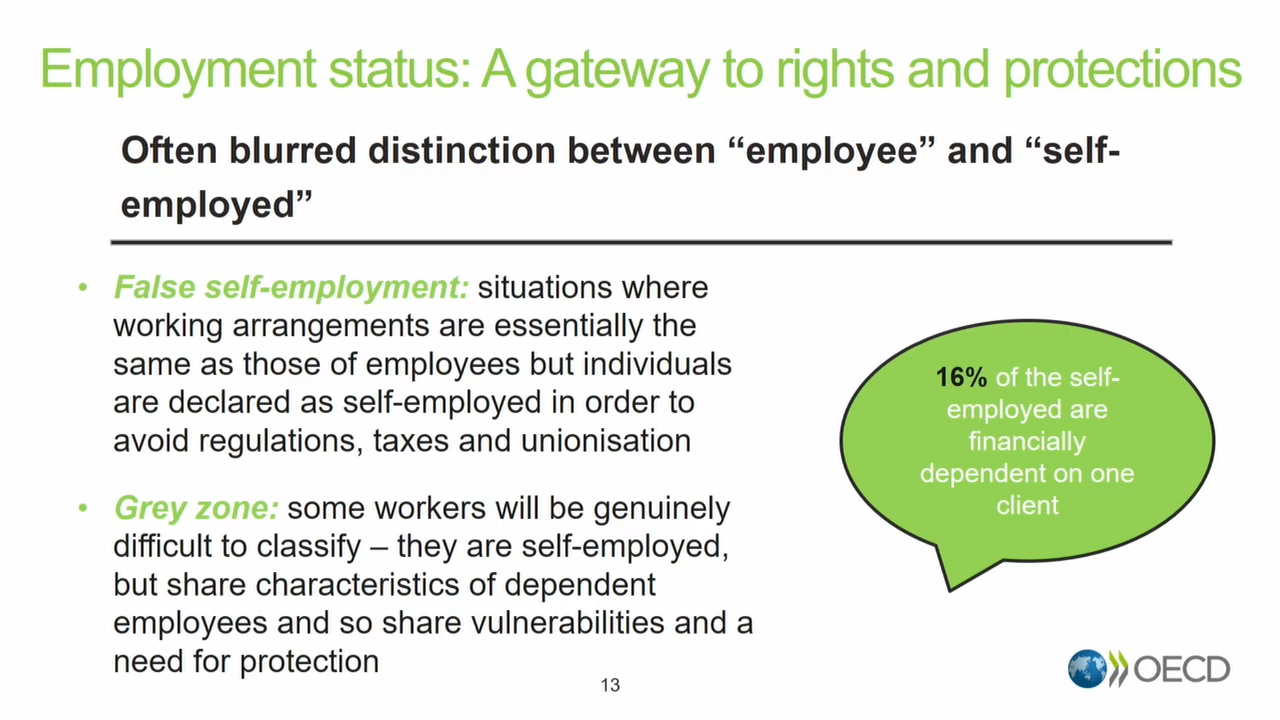 Employment status: A gateway to rights and protections
Often blurred distinction between “employee” and “self-
employed”
• False self-employment: situations where
working arrangements are essentially the
same as those of employees but individuals
are declared as self-employed in order to
avoid regulations, taxes and unionisation
• Grey zone: some workers will be genuinely
difficult to classify – they are self-employed,
but share characteristics of dependent
employees and so share vulnerabilities and a
need for protection
16% of the self-
employed are
financially
dependent on one
client
13
OECD